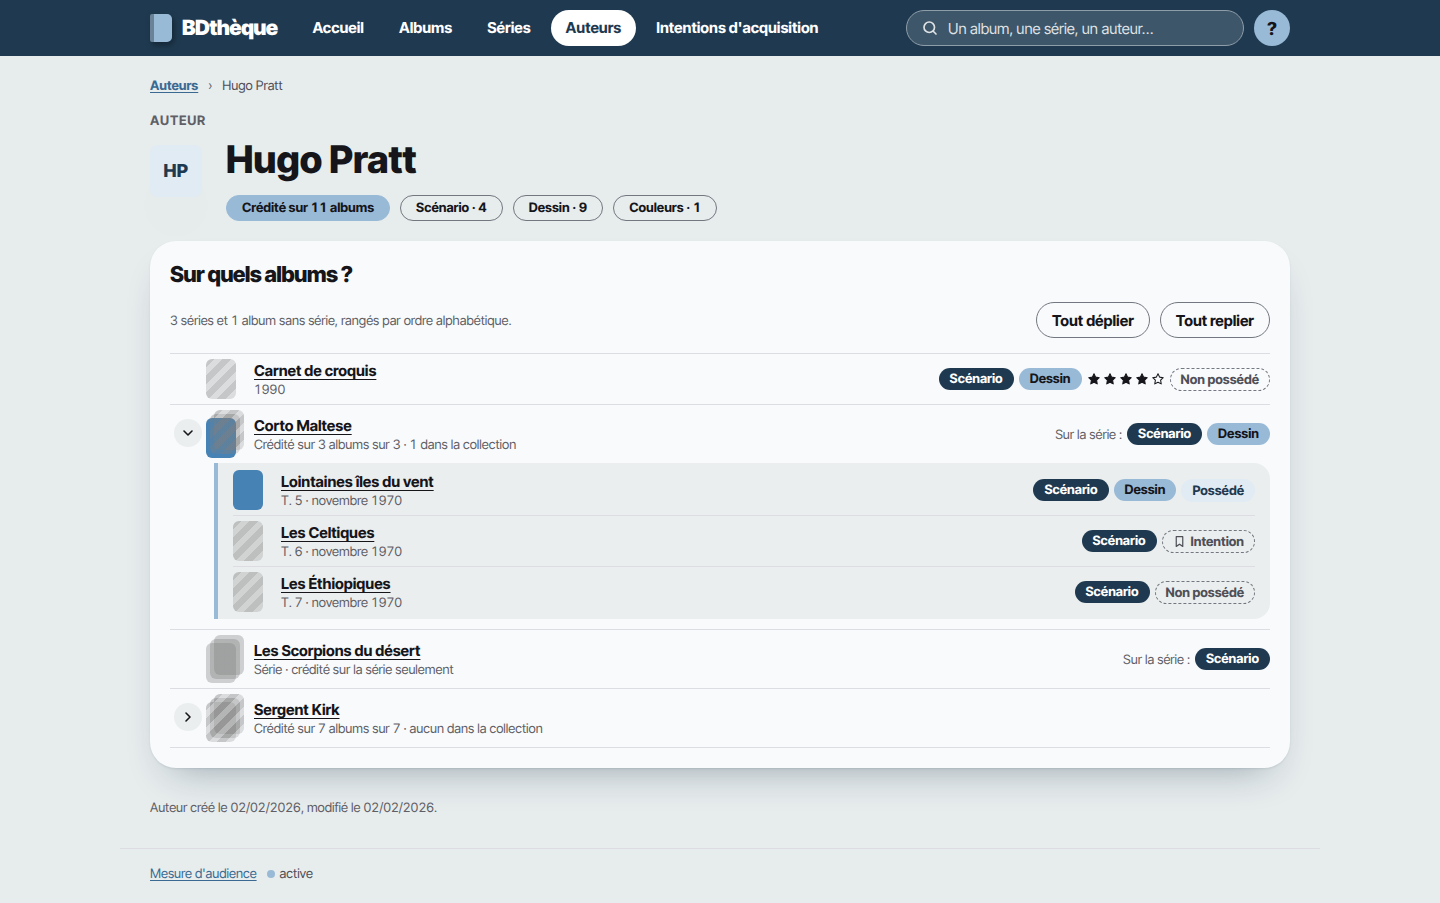 BDthèque Accueil Albums Séries Auteurs Intentions d'acquisition Un album, une série, un auteur... ?
Auteurs › Hugo Pratt
AUTEUR
HP
Hugo Pratt
Crédité sur 11 albums Scénario · 4 Dessin · 9 Couleurs · 1
Sur quels albums ?
3 séries et 1 album sans série, rangés par ordre alphabétique. Tout déplier Tout replier
Carnet de croquis
1990
Scénario Dessin ★★★★☆ Non possédé
Corto Maltese
Crédité sur 3 albums sur 3 · 1 dans la collection
Sur la série : Scénario Dessin
Lointaines îles du vent
T. 5 · novembre 1970
Scénario Dessin Possédé
Les Celtiques
T. 6 · novembre 1970
Scénario Intention
Les Éthiopiques
T. 7 · novembre 1970
Scénario Non possédé
Les Scorpions du désert
Série · crédité sur la série seulement
Sur la série : Scénario
Sergent Kirk
Crédité sur 7 albums sur 7 · aucun dans la collection
Auteur créé le 02/02/2026, modifié le 02/02/2026.
Mesure d'audience active